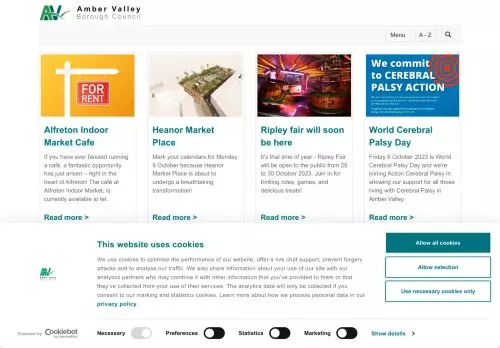 Amber Valley
Borough Council
Menu
A - Z
FOR
RENT
We commit
to CEREBRAL
PALSY ACTION
Alfreton Indoor
Market Cafe
If you have ever fancied running
a café, a fantastic opportunity
has just arisen – right in the
heart of Alfreton! The café at
Alfreton Indoor Market, is
currently available to let.
Read more >
Heanor Market
Place
Mark your calendars for Monday
9 October because Heanor
Market Place is about to
undergo a breathtaking
transformation!
Read more >
Ripley fair will soon
be here
It's that time of year - Ripley Fair
will be open to the public from 25
to 30 October 2023. Join in for
thrilling rides, games, and
delicious treats!
Read more >
World Cerebral
Palsy Day
Friday 6 October 2023 is World
Cerebral Palsy Day and we're
joining Action Cerebral Palsy in
showing our support for all those
living with Cerebral Palsy in
Amber Valley.
Read more >
This website uses cookies
We use cookies to optimise the performance of our website, offer a live chat support, prevent forgery
attacks and to analyse our traffic. We also share information about your use of our site with our
analytics partners who may combine it with other information that you've provided to them or that
they've collected from your use of their services. The analytics data will only be collected if you
consent to our marking and statistics cookies. Learn more about how we process personal data in our
privacy policy.
Allow all cookies
Allow selection
Use necessary cookies only
Powered by Cookiebot
by Usercentrics
Necessary
Preferences
Statistics
Marketing
Show details >